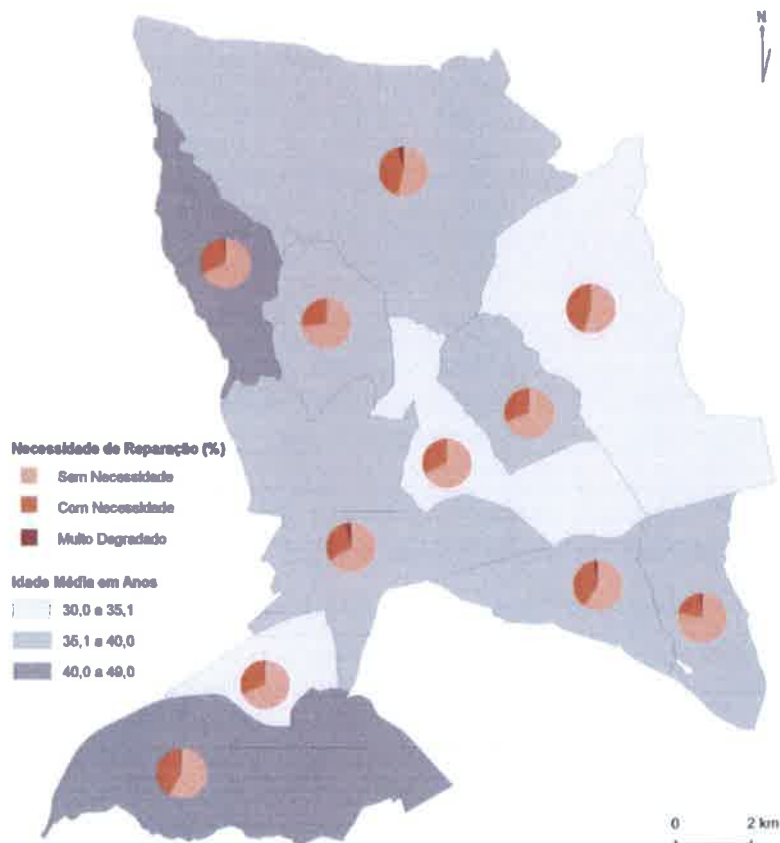 N
Necessidade de Reparação (%)
Sem Necessidade
Com Necessidade
Muito Degradado
Idade Média em Anos
30,0 a 35,1
35,1 a 40,0
40,0 a 49,0
0 2 km